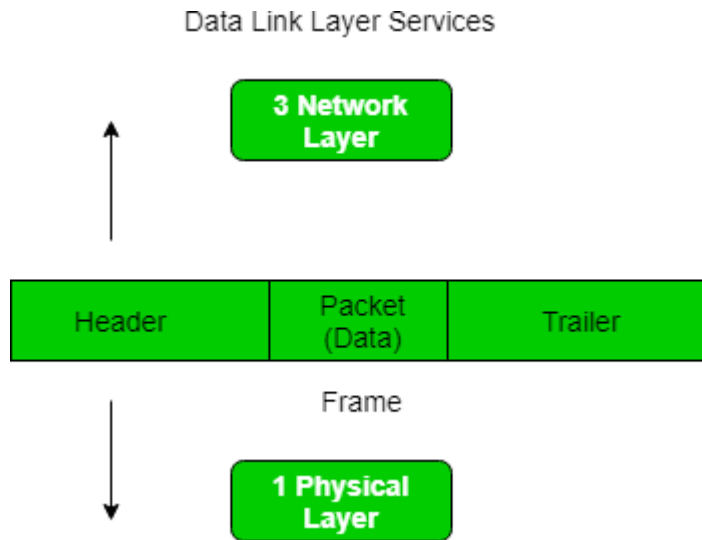 Data Link Layer Services
3 Network
Layer
Header
Packet
(Data)
Trailer
Frame
1 Physical
Layer